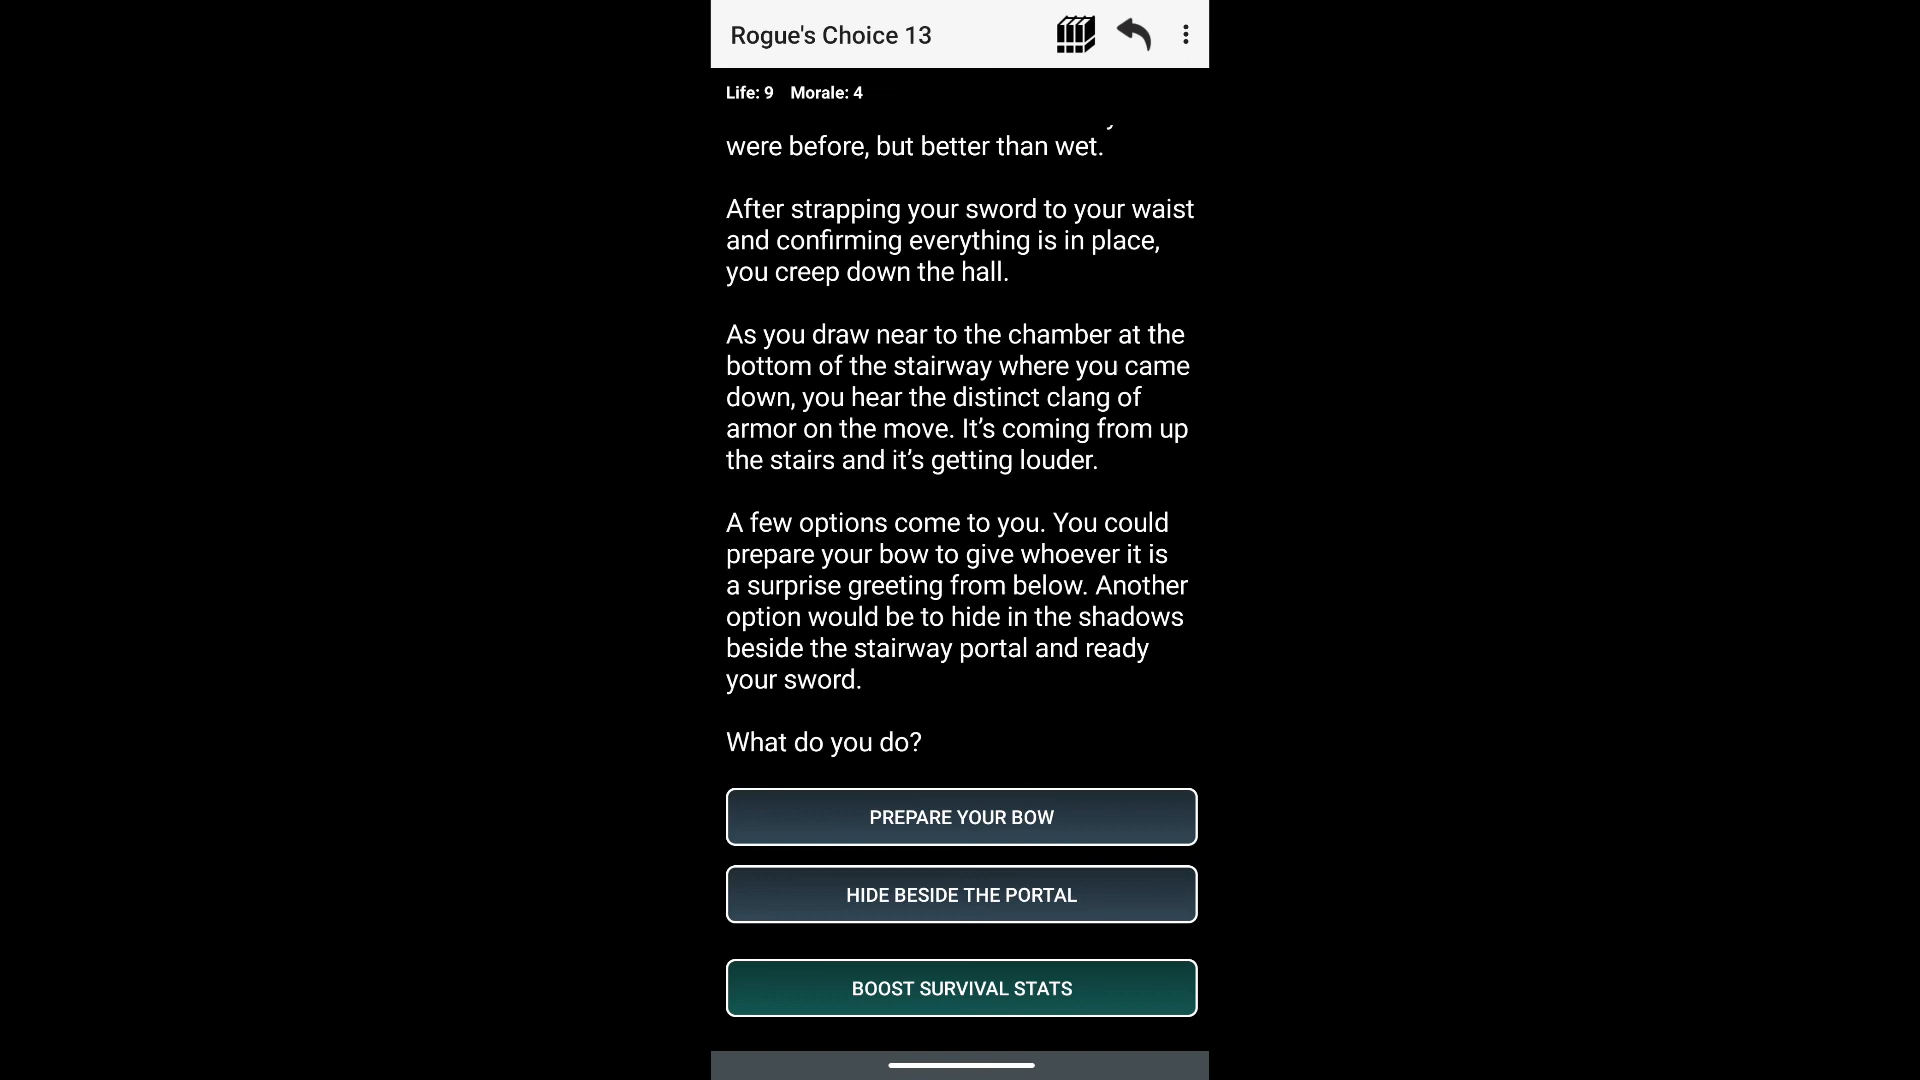 Rogue's Choice 13
Life: 9 Morale: 4
were before, but better than wet.
After strapping your sword to your waist
and confirming everything is in place,
you creep down the hall.
As you draw near to the chamber at the
bottom of the stairway where you came
down, you hear the distinct clang of
armor on the move. It’s coming from up
the stairs and it’s getting louder.
A few options come to you. You could
prepare your bow to give whoever it is
a surprise greeting from below. Another
option would be to hide in the shadows
beside the stairway portal and ready
your sword.
What do you do?
PREPARE YOUR BOW
HIDE BESIDE THE PORTAL
BOOST SURVIVAL STATS